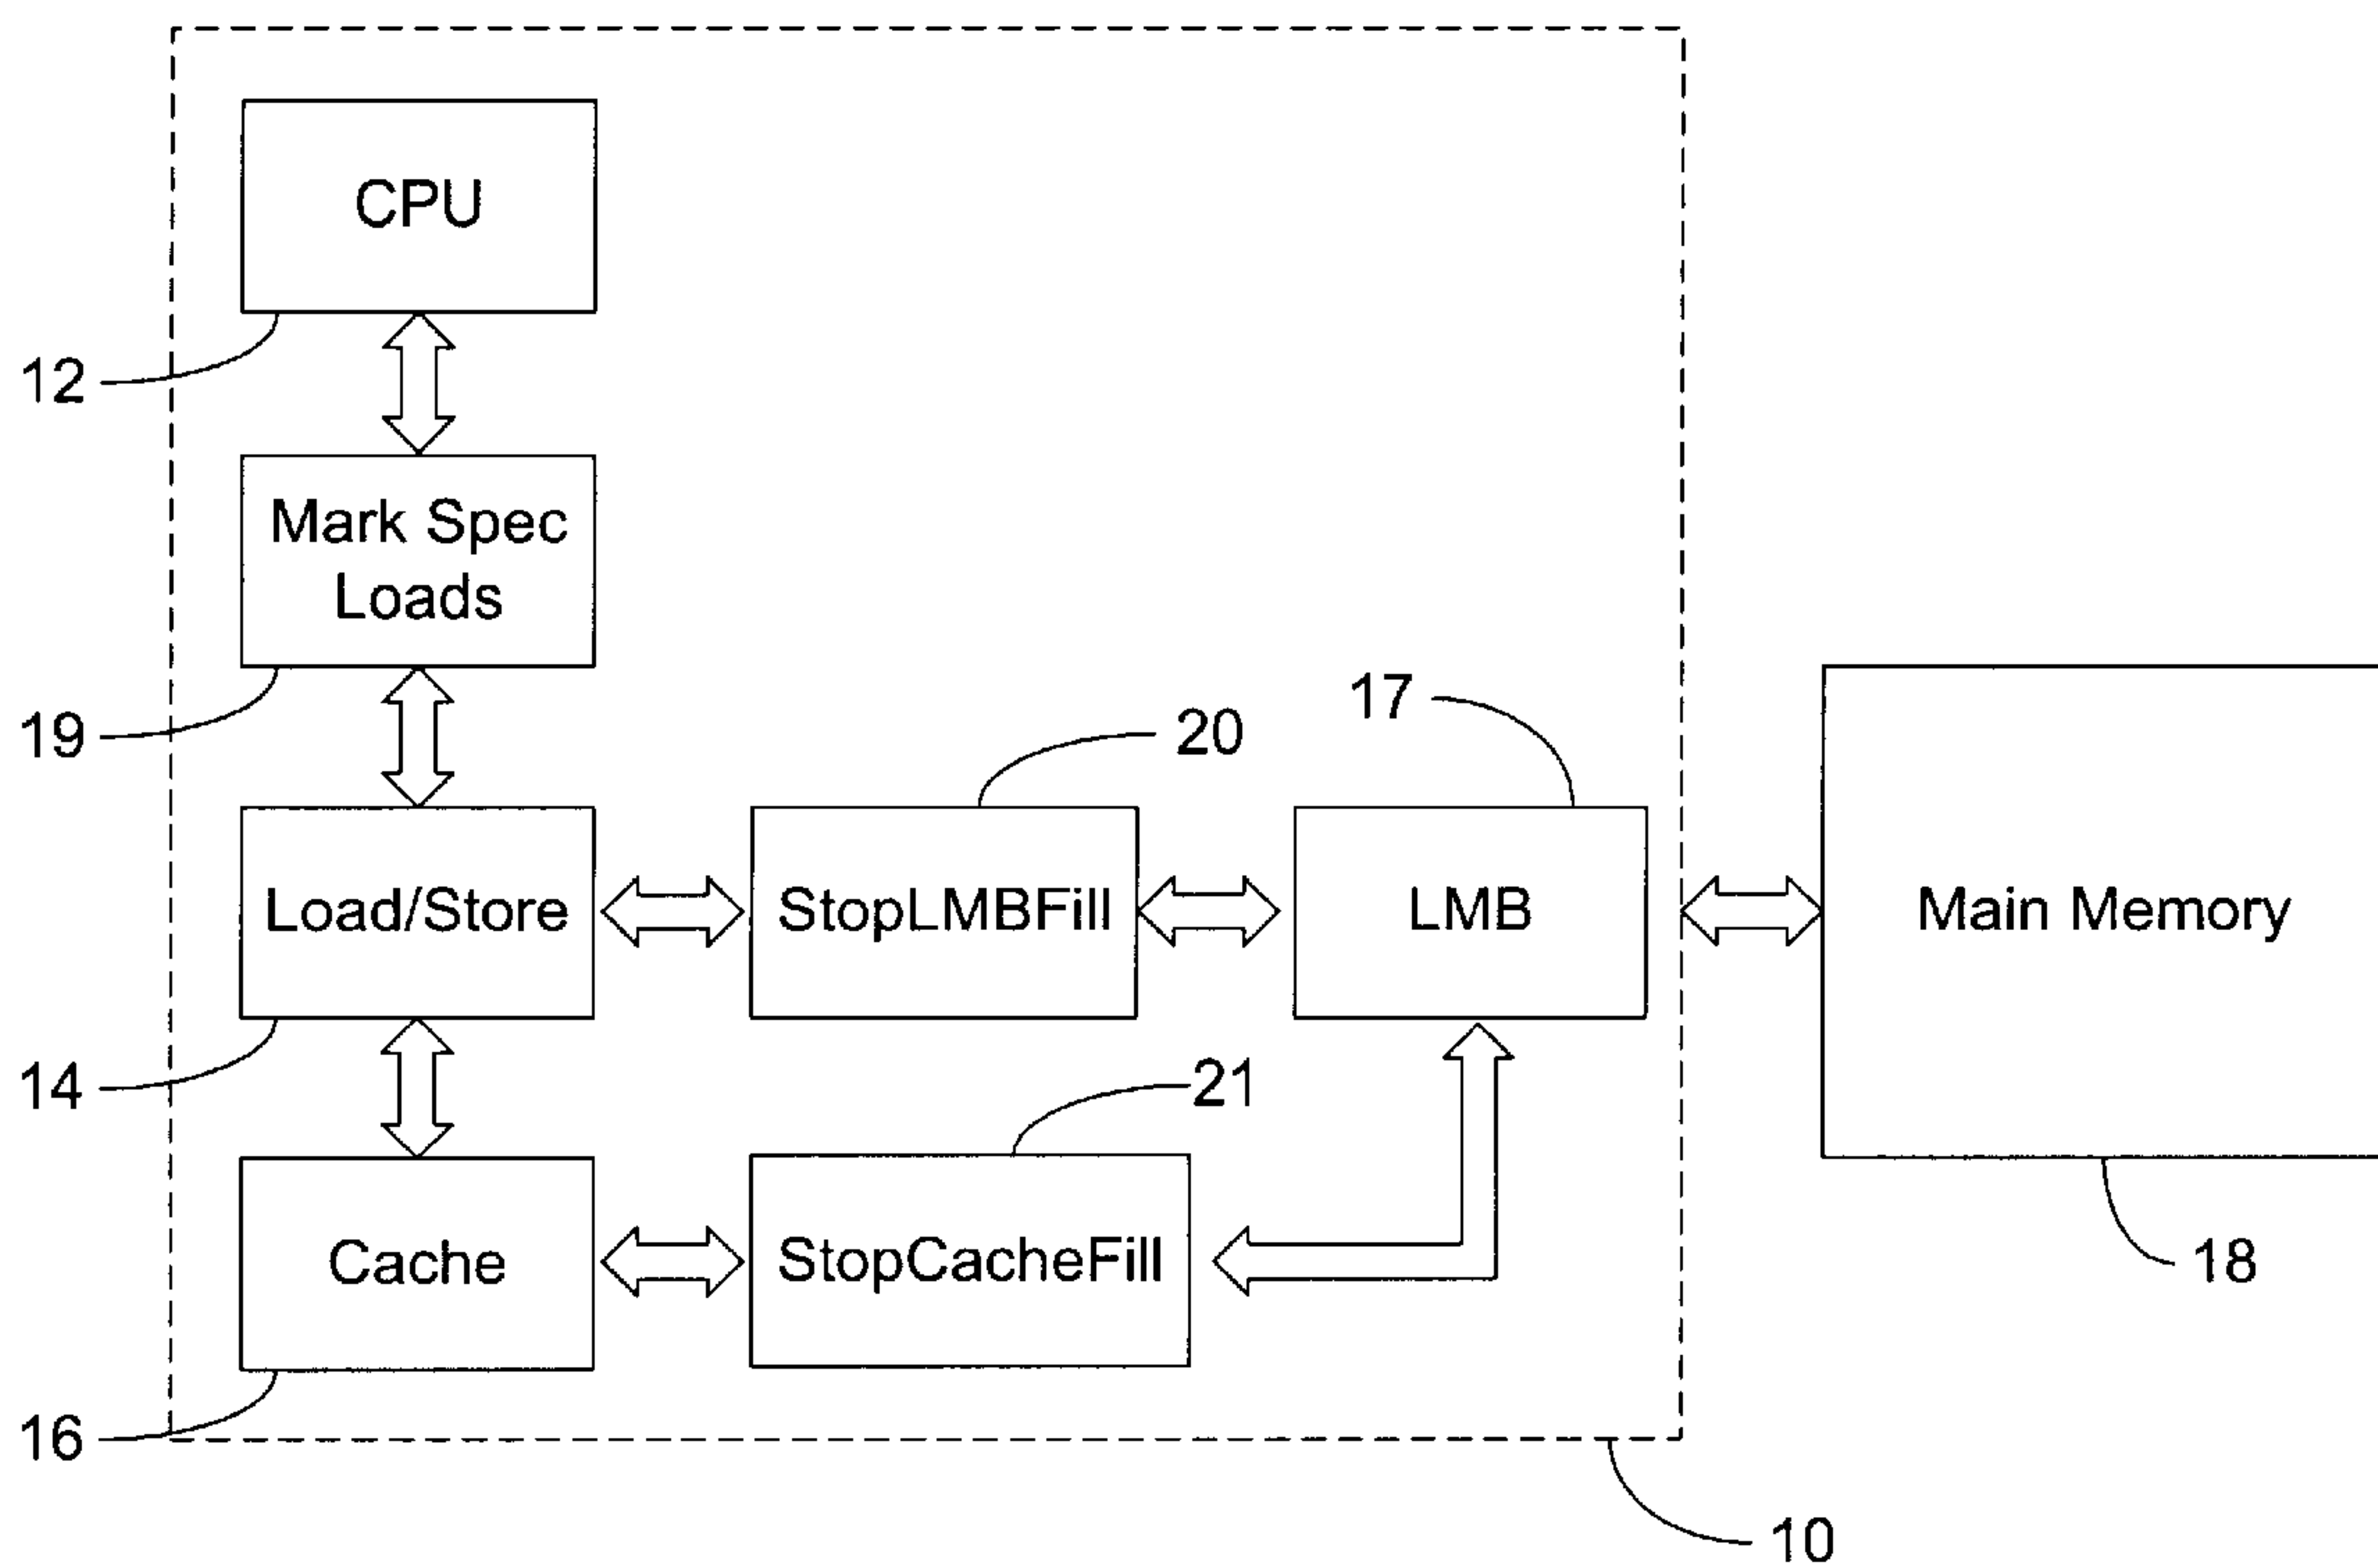 CPU
12
Mark Spec
Loads
19
20
17
Load/Store
StopLMBFill
LMB
Main Memory
14
21
Cache
StopCacheFill
18
16
10